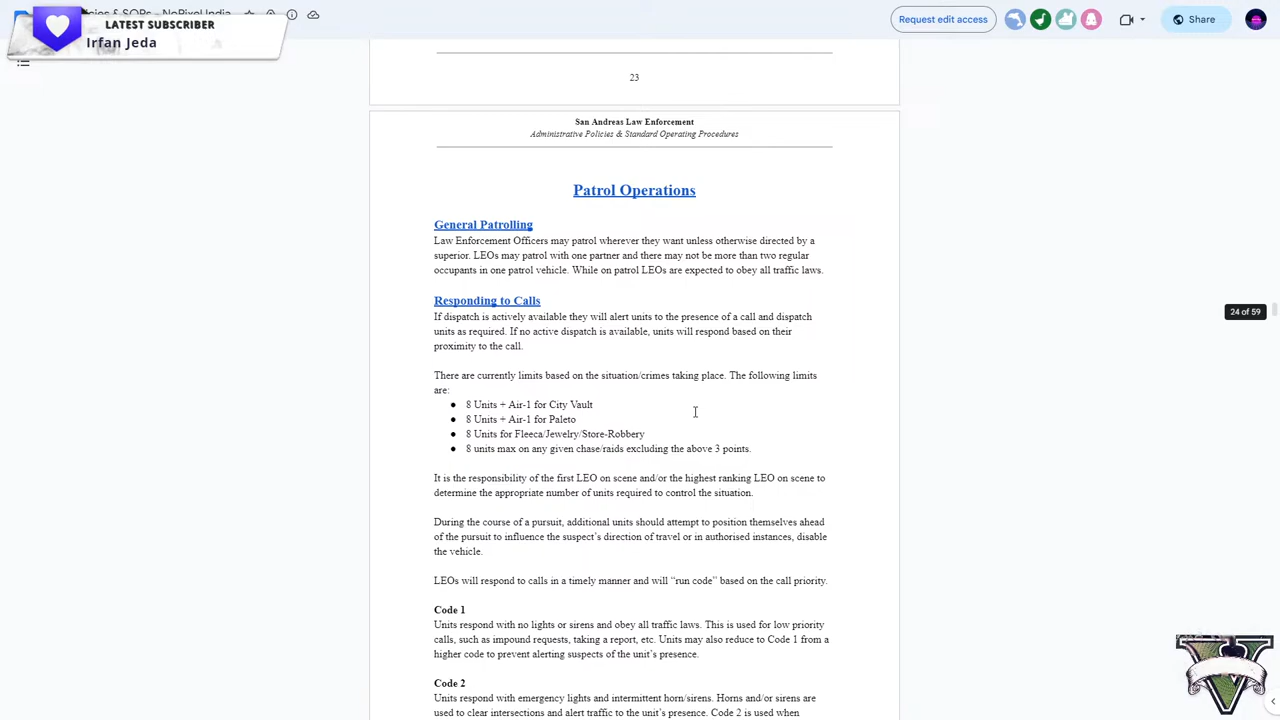 cies & SOPs - NoPixel India
LATEST SUBSCRIBER
Irfan Jeda
Request edit access
Share
23
San Andreas Law Enforcement
Administrative Policies & Standard Operating Procedures
Patrol Operations
General Patrolling
Law Enforcement Officers may patrol wherever they want unless otherwise directed by a
superior. LEOs may patrol with one partner and there may not be more than two regular
occupants in one patrol vehicle. While on patrol LEOs are expected to obey all traffic laws.
Responding to Calls
If dispatch is actively available they will alert units to the presence of a call and dispatch
units as required. If no active dispatch is available, units will respond based on their
proximity to the call.
24 of 59
There are currently limits based on the situation/crimes taking place. The following limits
are:
● 8 Units + Air-1 for City Vault
● 8 Units + Air-1 for Paleto
● 8 Units for Fleeca/Jewelry/Store-Robbery
● 8 units max on any given chase/raids excluding the above 3 points.
It is the responsibility of the first LEO on scene and/or the highest ranking LEO on scene to
determine the appropriate number of units required to control the situation.
During the course of a pursuit, additional units should attempt to position themselves ahead
of the pursuit to influence the suspect's direction of travel or in authorised instances, disable
the vehicle.
LEOs will respond to calls in a timely manner and will “run code” based on the call priority.
Code 1
Units respond with no lights or sirens and obey all traffic laws. This is used for low priority
calls, such as impound requests, taking a report, etc. Units may also reduce to Code 1 from a
higher code to prevent alerting suspects of the unit's presence.
Code 2
Units respond with emergency lights and intermittent horn/sirens. Horns and/or sirens are
used to clear intersections and alert traffic to the unit's presence. Code 2 is used when
V